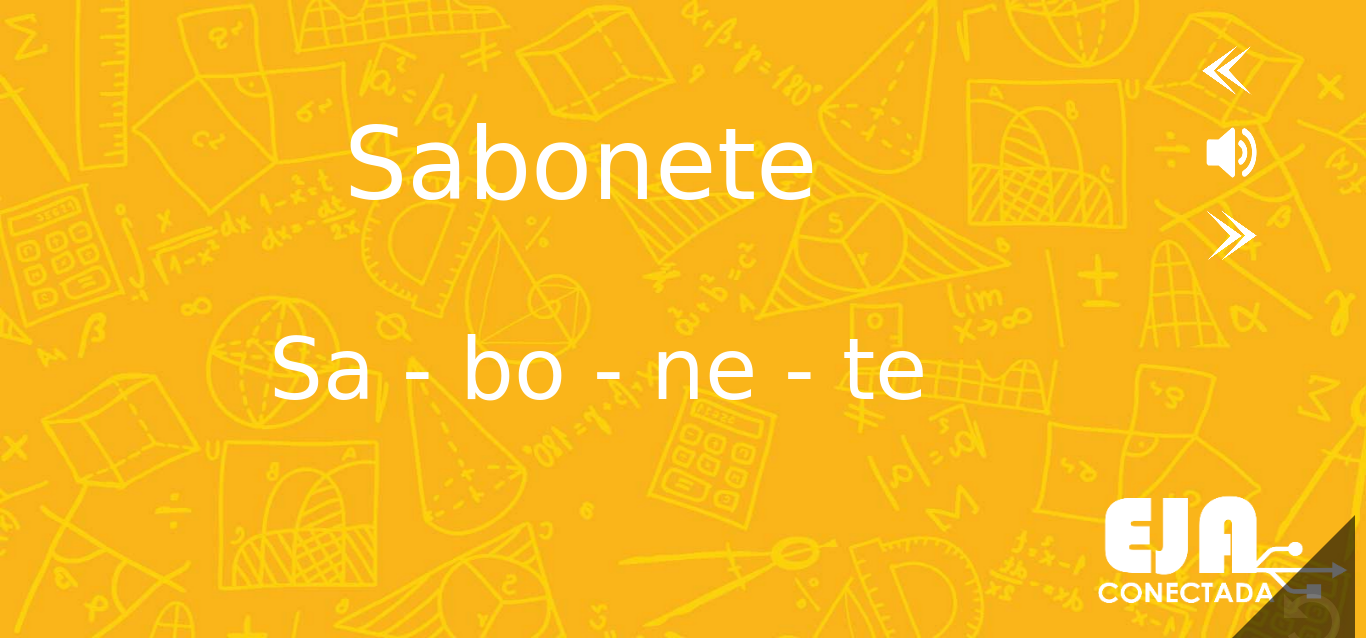 Sabonete
Sa - bo - ne - te
EJA
CONECTADA